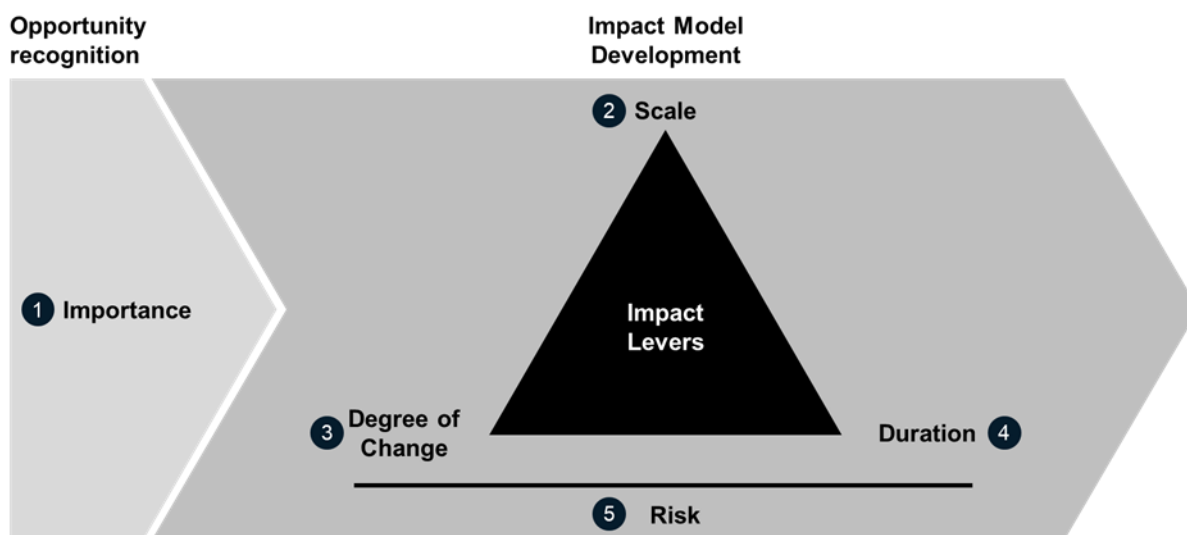 Opportunity
recognition
Impact Model
Development
2 Scale
1 Importance
Impact
Levers
3 Degree of
Change
Duration 4
5 Risk